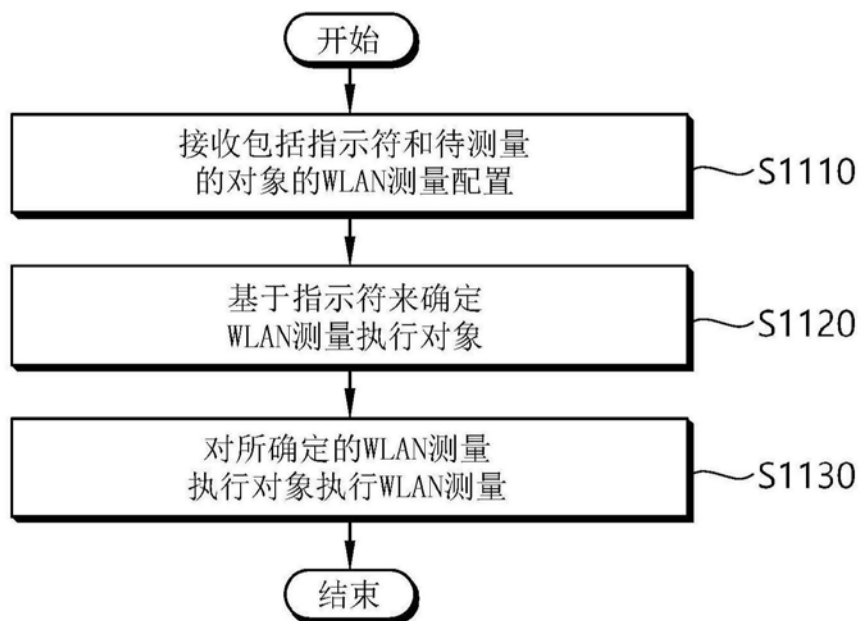 开始
接收包括指示符和待测量
的对象的WLAN测量配置
S1110
基于指示符来确定
WLAN测量执行对象
S1120
对所确定的WLAN测量
执行对象执行WLAN测量
S1130
结束